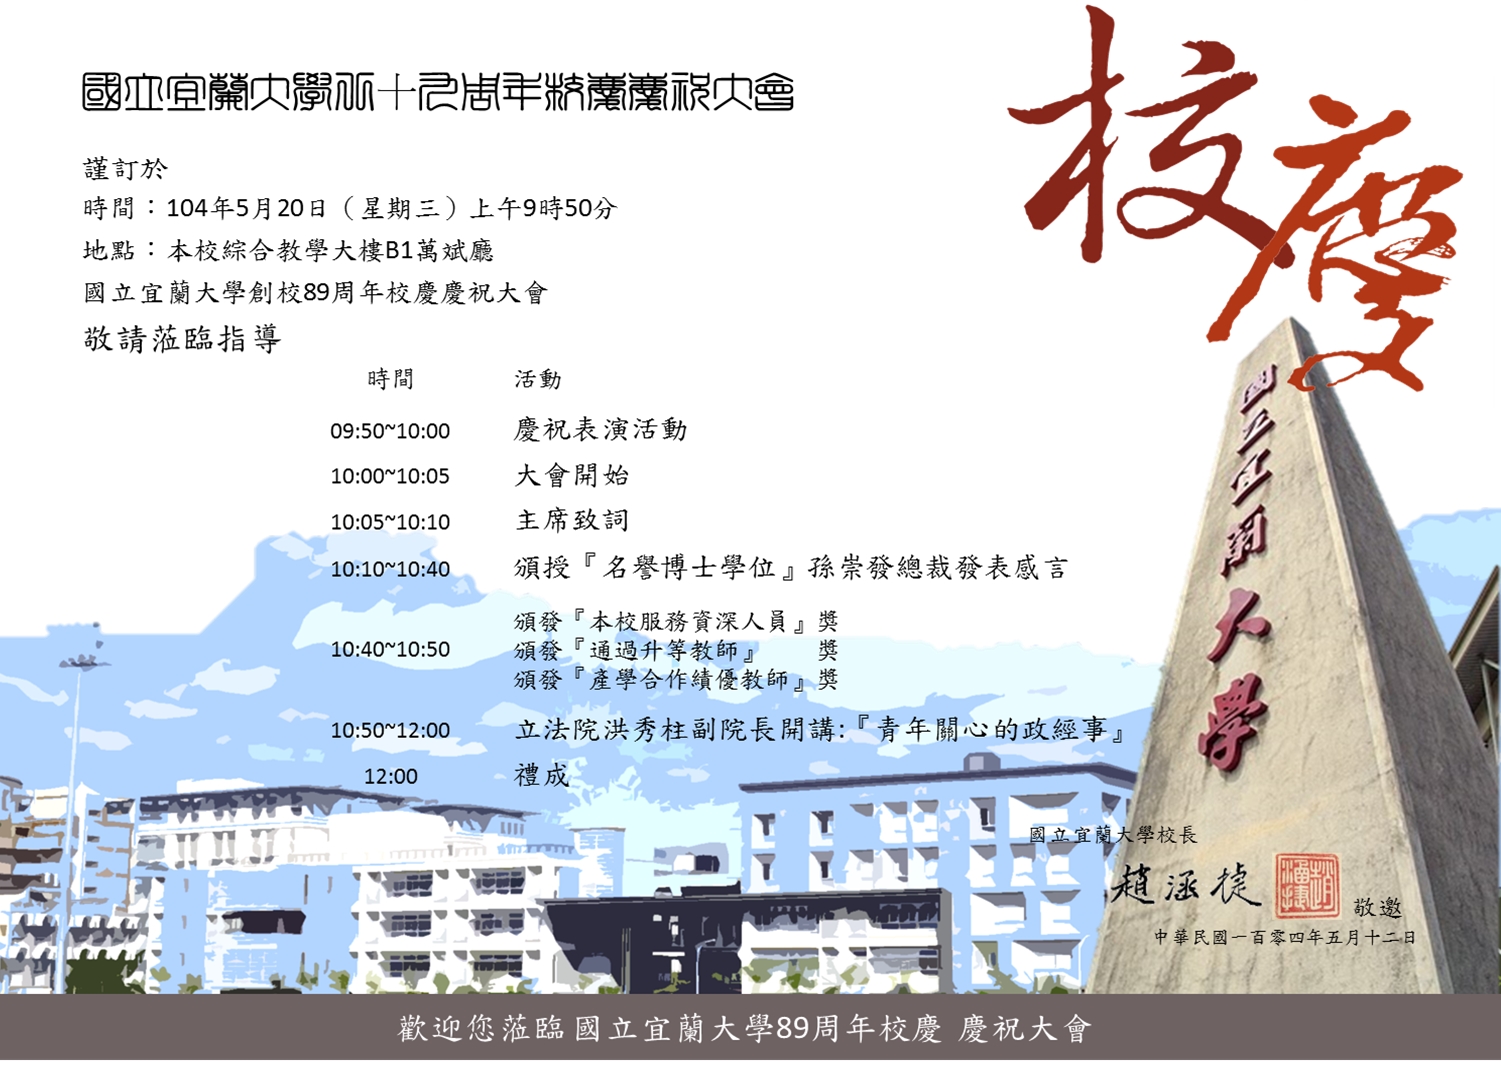 國立宜蘭大學八十九周年校慶慶祝大會
校慶
謹訂於
時間：104年5月20日（星期三）上午9時50分
地點：本校綜合教學大樓B1萬斌廳
國立宜蘭大學創校89周年校慶慶祝大會
敬請蒞臨指導
時間 活動
09:50~10:00 慶祝表演活動
10:00~10:05 大會開始
10:05~10:10 主席致詞
10:10~10:40 頒授『名譽博士學位』孫崇發總裁發表感言
頒發『本校服務資深人員』獎
10:40~10:50 頒發『通過升等教師』 獎
頒發『產學合作績優教師』獎
10:50~12:00 立法院洪秀柱副院長開講:『青年關心的政經事』
12:00 禮成
國立宜蘭大學
國立宜蘭大學校長
趙涵捷 敬邀
中華民國一百零四年五月十二日
歡迎您蒞臨國立宜蘭大學89周年校慶 慶祝大會